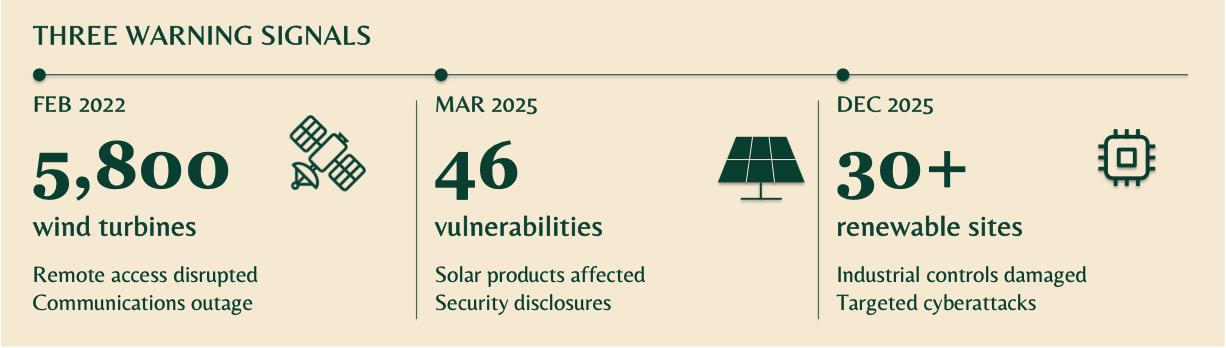 THREE WARNING SIGNALS
FEB 2022
5,800
wind turbines
Remote access disrupted
Communications outage
MAR 2025
46
vulnerabilities
Solar products affected
Security disclosures
DEC 2025
30+
renewable sites
Industrial controls damaged
Targeted cyberattacks